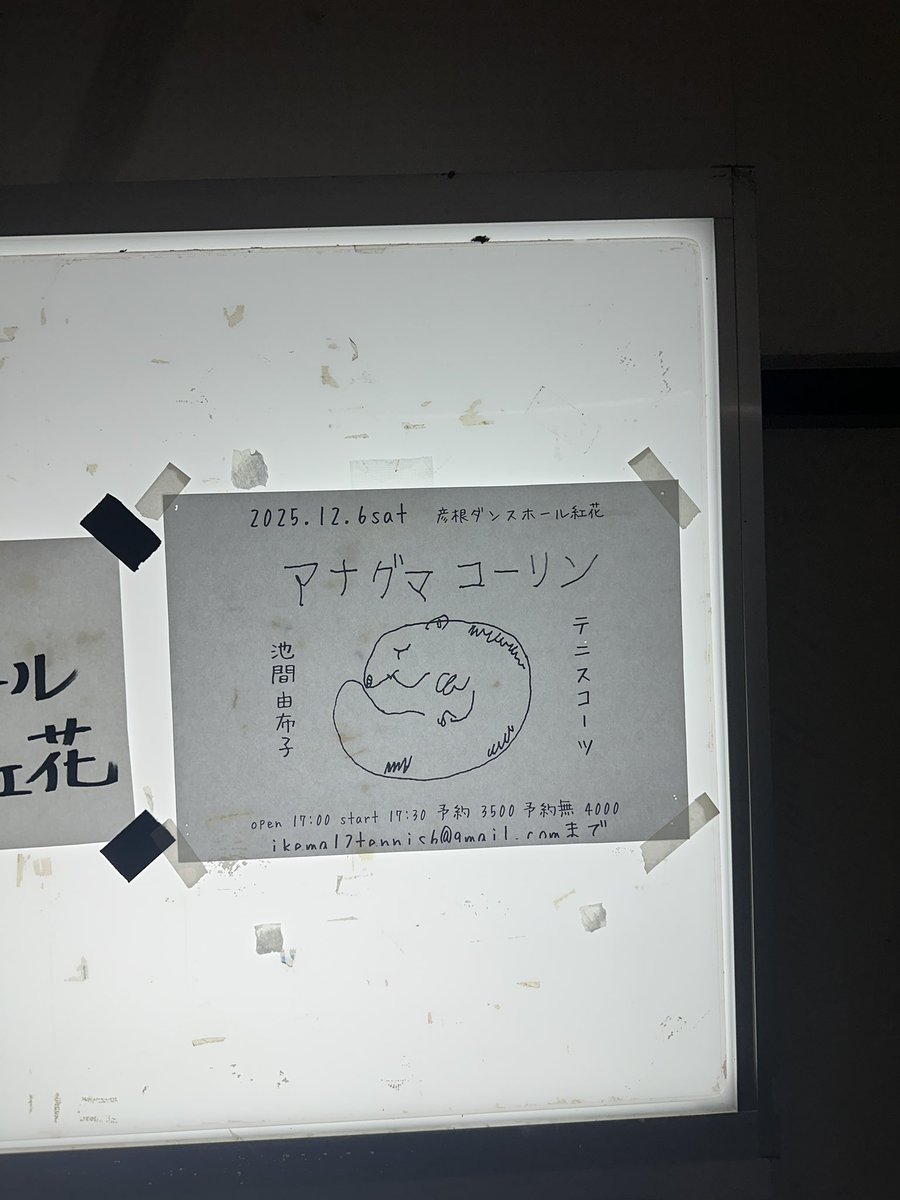 ール
紅花
2025.12.6sat 彦根ダンスホール紅花
アナグマ コーリン
池間由布子
テニスコーツ
open 17:00 start 17:30 予約 3500 予約無 4000
ikema17tennich@gmail.comまで